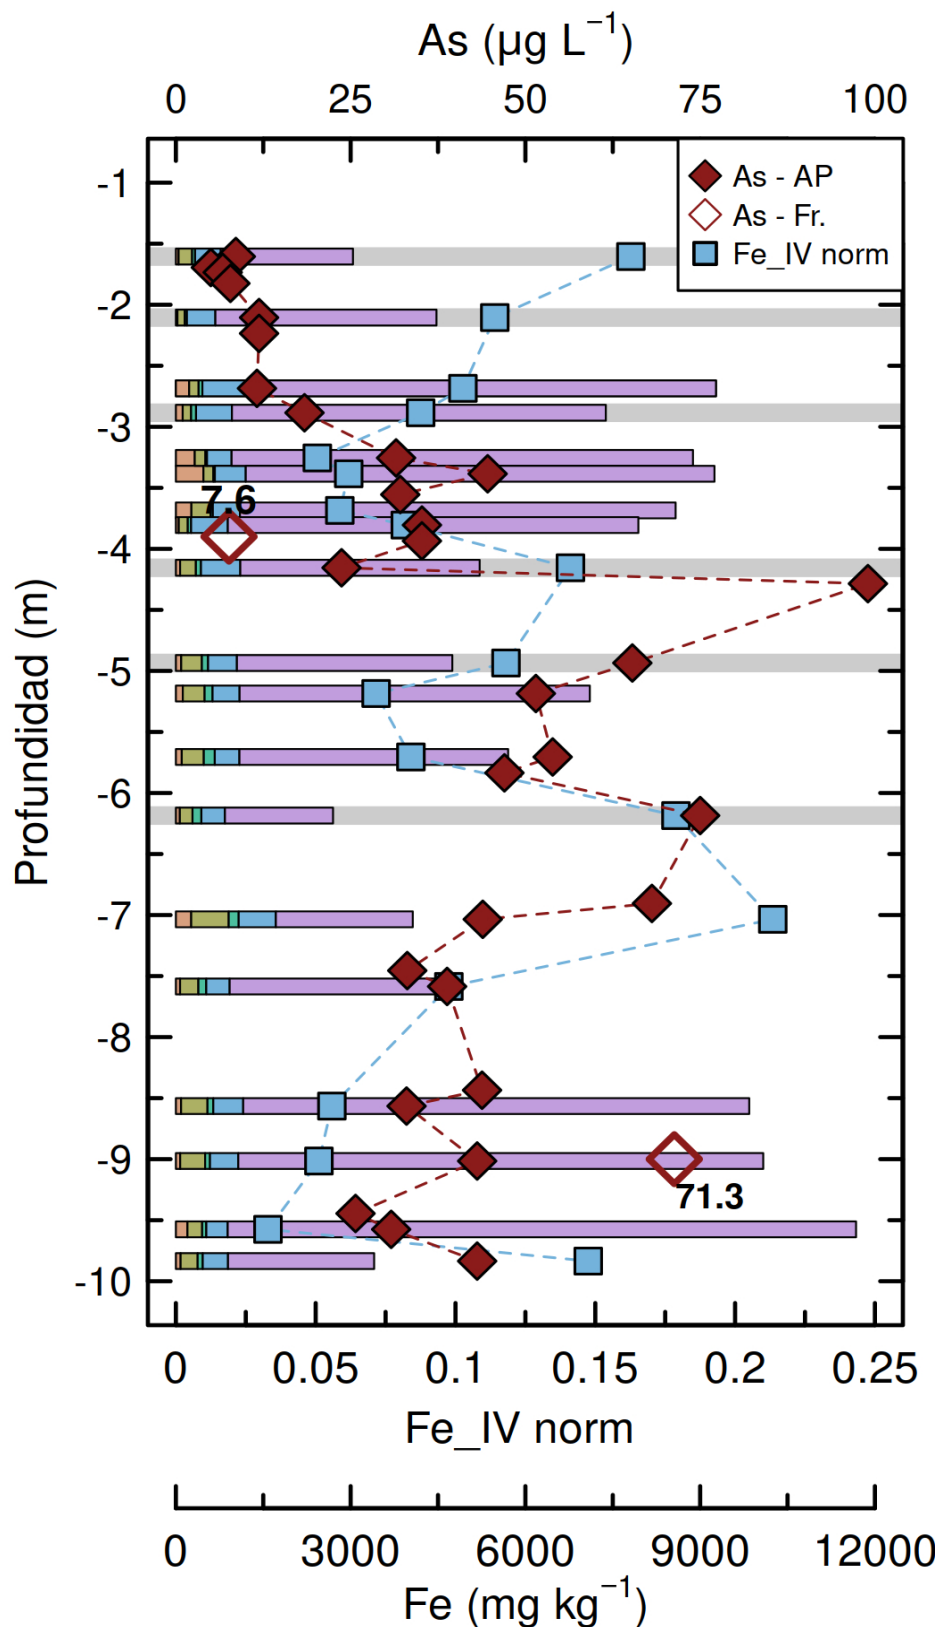 As (µg L⁻¹)
0 25 50 75 100
As - AP
As - Fr.
Fe_IV norm
-1
-2
-3
7.6
-4
-5
-6
-7
-8
-9
71.3
-10
Profundidad (m)
0 0.05 0.1 0.15 0.2 0.25
Fe_IV norm
0 3000 6000 9000 12000
Fe (mg kg⁻¹)